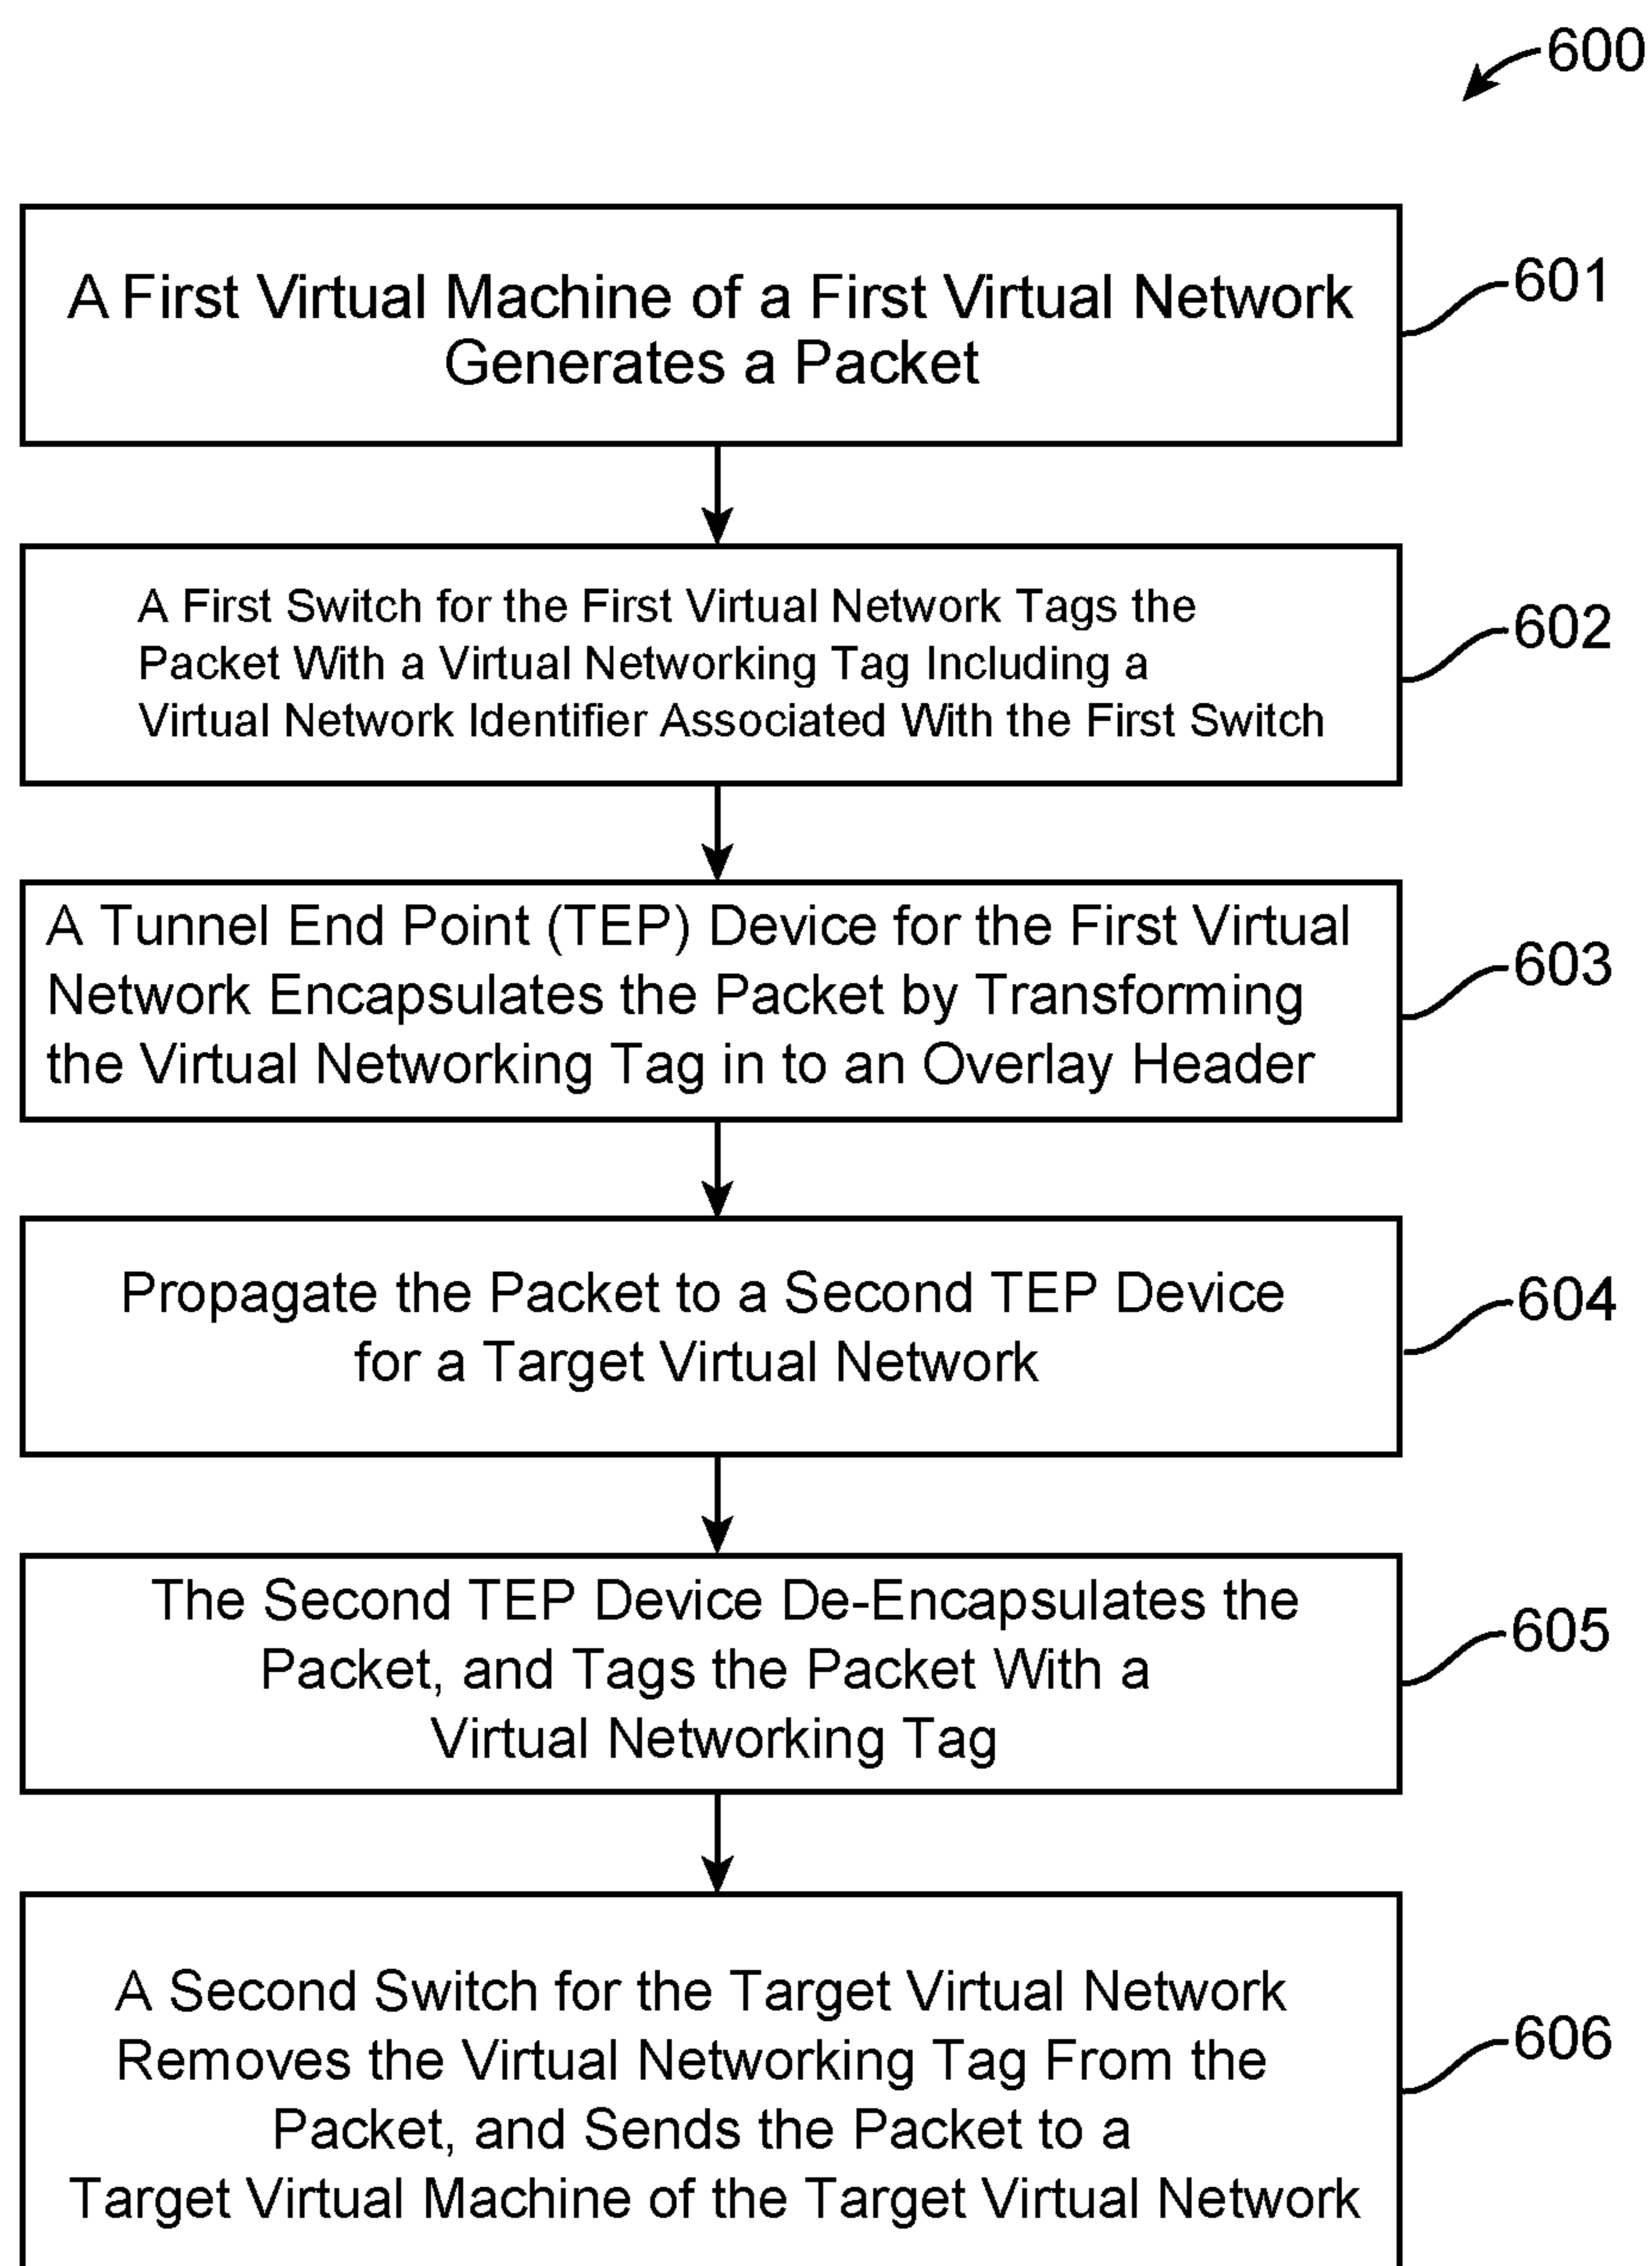 600
A First Virtual Machine of a First Virtual Network
Generates a Packet
601
A First Switch for the First Virtual Network Tags the
Packet With a Virtual Networking Tag Including a
Virtual Network Identifier Associated With the First Switch
602
A Tunnel End Point (TEP) Device for the First Virtual
Network Encapsulates the Packet by Transforming
the Virtual Networking Tag in to an Overlay Header
603
Propagate the Packet to a Second TEP Device
for a Target Virtual Network
604
The Second TEP Device De-Encapsulates the
Packet, and Tags the Packet With a
Virtual Networking Tag
605
A Second Switch for the Target Virtual Network
Removes the Virtual Networking Tag From the
Packet, and Sends the Packet to a
Target Virtual Machine of the Target Virtual Network
606